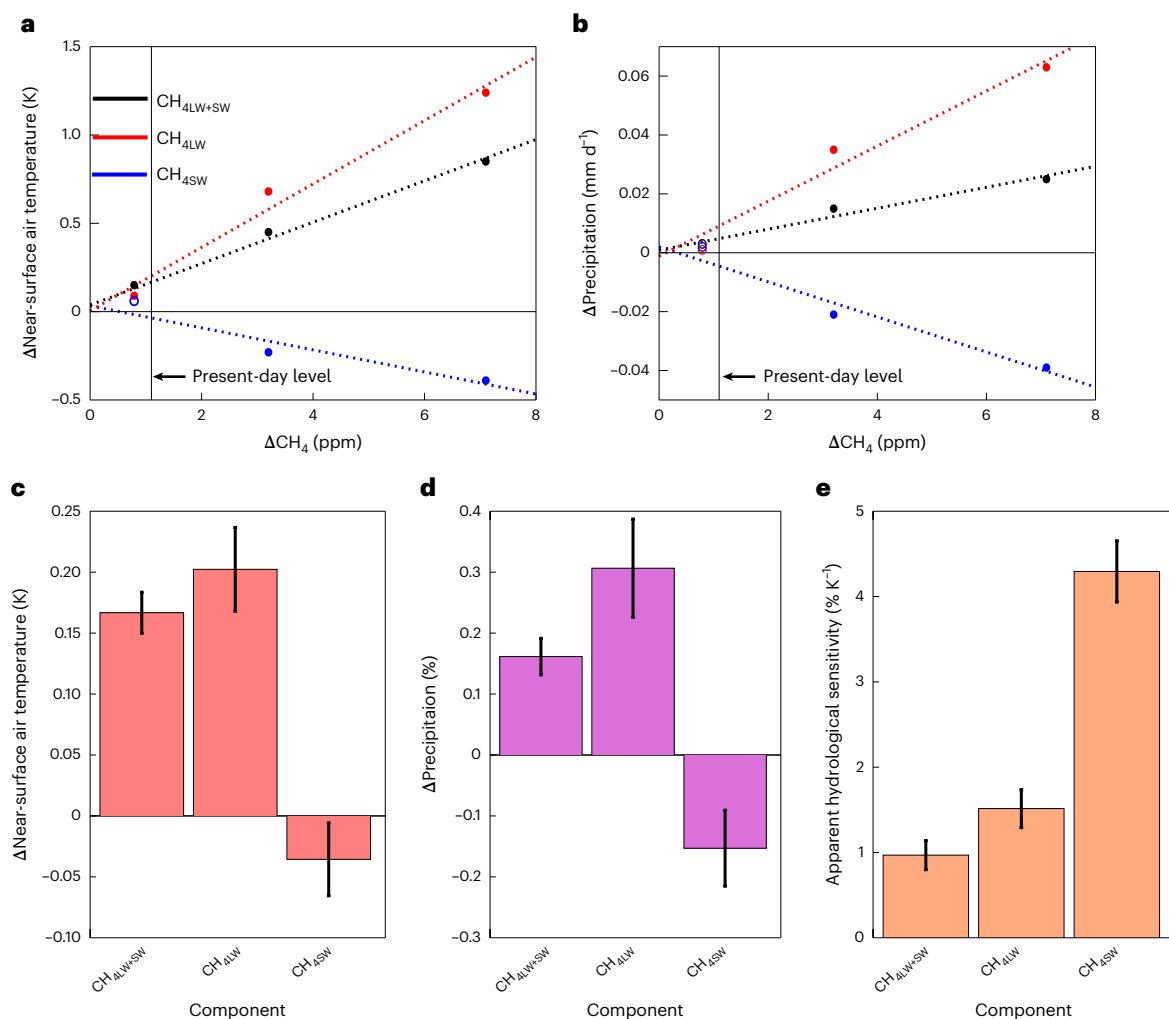 a
ΔNear-surface air temperature (K)
1.5
1.0
0.5
0
–0.5
CH4LW+SW
CH4LW
CH4SW
Present-day level
0
2
4
6
8
ΔCH4 (ppm)
b
ΔPrecipitation (mm d–1)
0.06
0.04
0.02
0
–0.02
–0.04
Present-day level
0
2
4
6
8
ΔCH4 (ppm)
c
ΔNear-surface air temperature (K)
0.25
0.20
0.15
0.10
0.05
0
–0.05
–0.10
CH4LW+SW
CH4LW
CH4SW
Component
d
ΔPrecipitaion (%)
0.4
0.3
0.2
0.1
0
–0.1
–0.2
–0.3
CH4LW+SW
CH4LW
CH4SW
Component
e
Apparent hydrological sensitivity (% K–1)
5
4
3
2
1
0
CH4LW+SW
CH4LW
CH4SW
Component